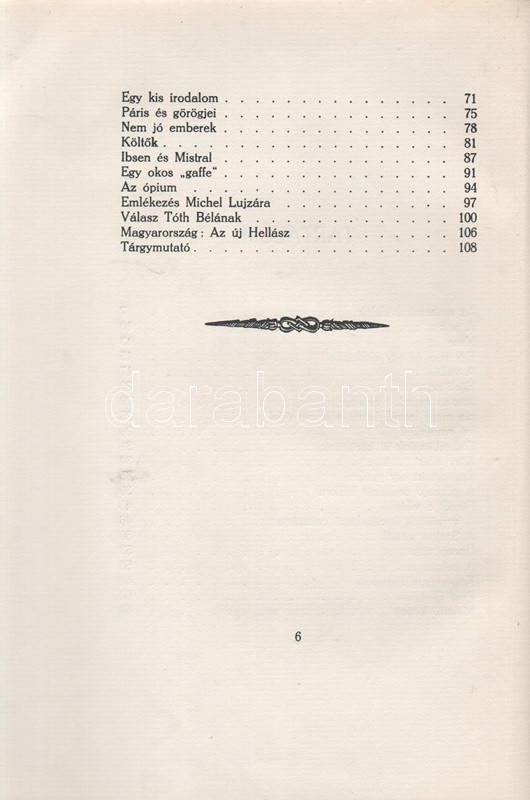 Egy kis irodalom . . . . . . . . . . . . 71
Páris és görögjei . . . . . . . . . . . . 75
Nem jó emberek . . . . . . . . . . . . 78
Költők . . . . . . . . . . . . . . . 81
Ibsen és Mistral . . . . . . . . . . . . 87
Egy okos „gaffe“ . . . . . . . . . . . . 91
Az ópium . . . . . . . . . . . . . . 94
Emlékezés Michel Lujzára . . . . . . . . . 97
Válasz Tóth Bélának . . . . . . . . . . . 100
Magyarország: Az új Hellász . . . . . . . . 106
Tárgymutató . . . . . . . . . . . . . 108
darabanth
6